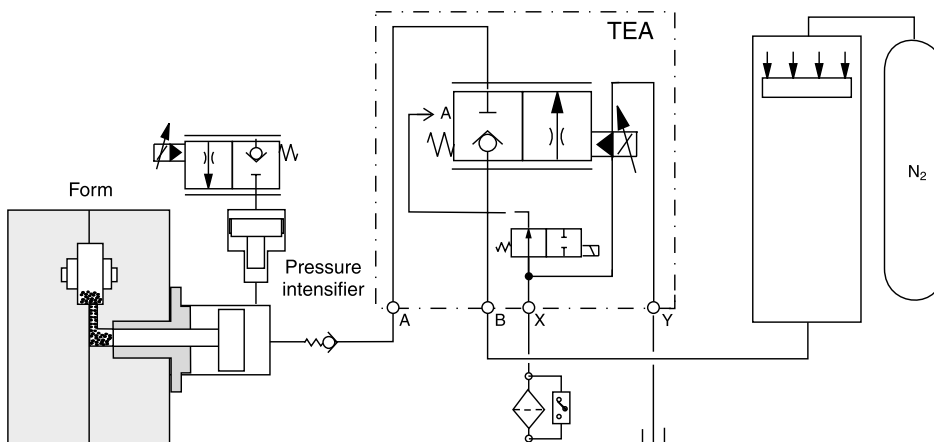 TEA
A
N₂
Form
Pressure
intensifier
A
B
X
Y